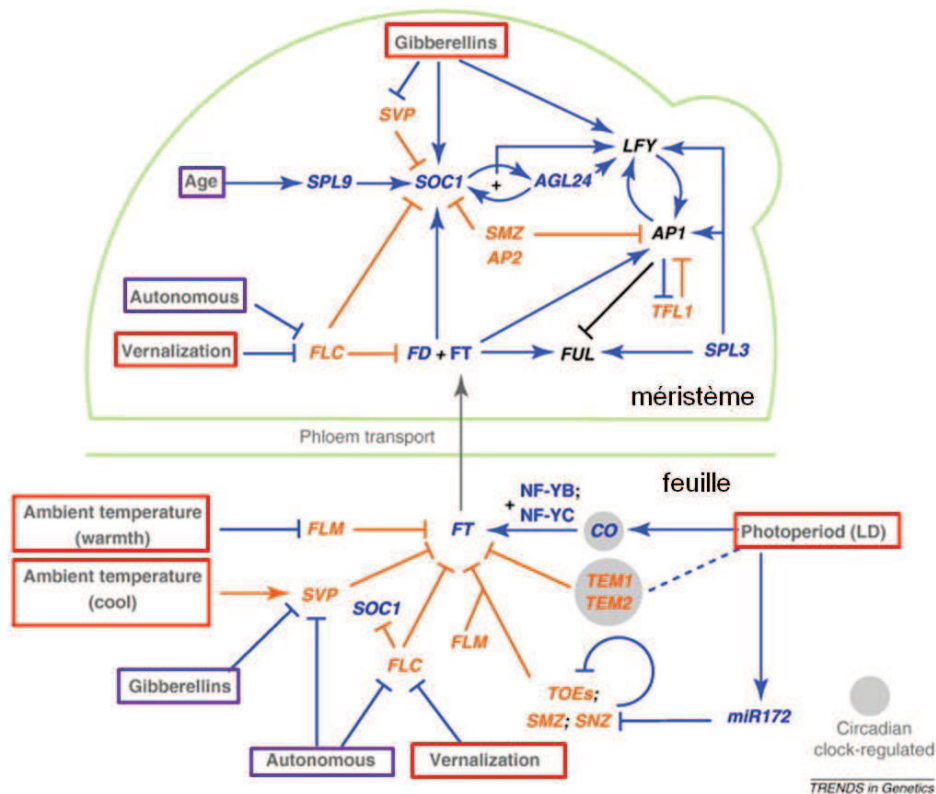 Gibberellins
SVP
LFY
Age
SPL9
SOC1
+
AGL24
SMZ
AP2
AP1
Autonomous
TFL1
Vernalization
FLC
FD + FT
FUL
SPL3
méristème
Phloem transport
feuille
Ambient temperature
(warmth)
FLM
FT
+
NF-YB;
NF-YC
CO
Photoperiod (LD)
Ambient temperature
(cool)
SVP
SOC1
TEM1
TEM2
FLM
FLC
Gibberellins
TOEs;
SMZ; SNZ
miR172
Circadian
clock-regulated
Autonomous
Vernalization
TRENDS in Genetics